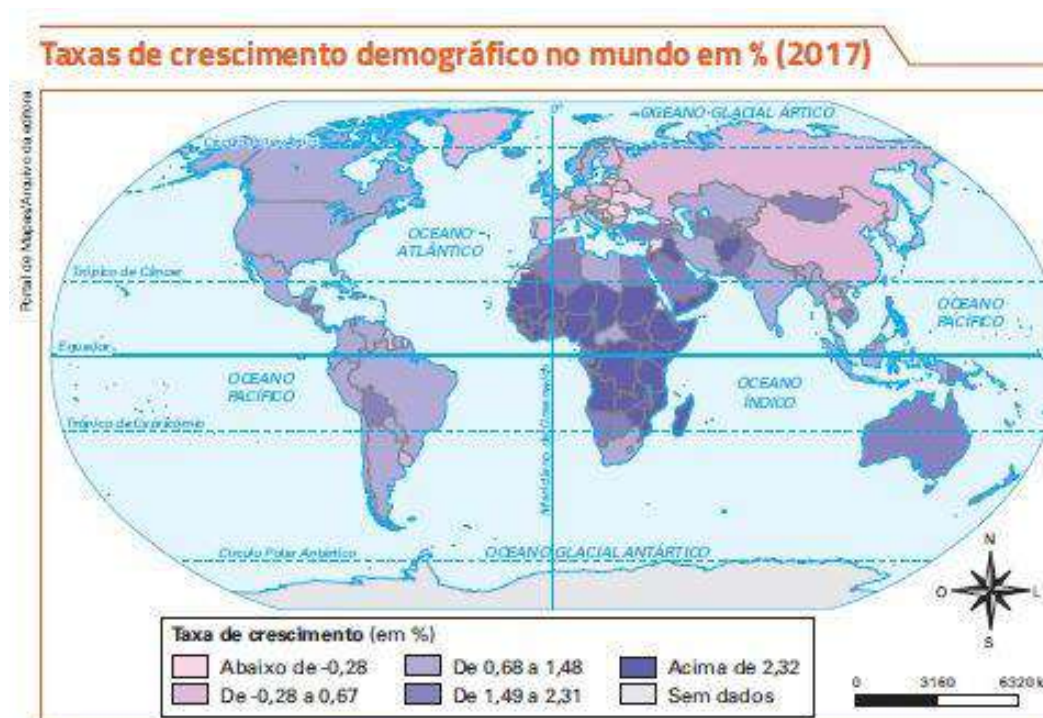 Taxas de crescimento demográfico no mundo em % (2017)
Portal de Mapas/Arquivo da editora
0°
OCEANO GLACIAL ÁRTICO
Círculo Polar Ártico
OCEANO
ATLÂNTICO
Trópico de Câncer
OCEANO
PACÍFICO
Equador
OCEANO
PACÍFICO
OCEANO
ÍNDICO
Meridiano de Greenwich
Trópico de Capricórnio
Círculo Polar Antártico
OCEANO GLACIAL ANTÁRTICO
N
O
L
S
Taxa de crescimento (em %)
Abaixo de -0,28
De 0,68 a 1,48
Acima de 2,32
De -0,28 a 0,67
De 1,49 a 2,31
Sem dados
0 3160 6320 k